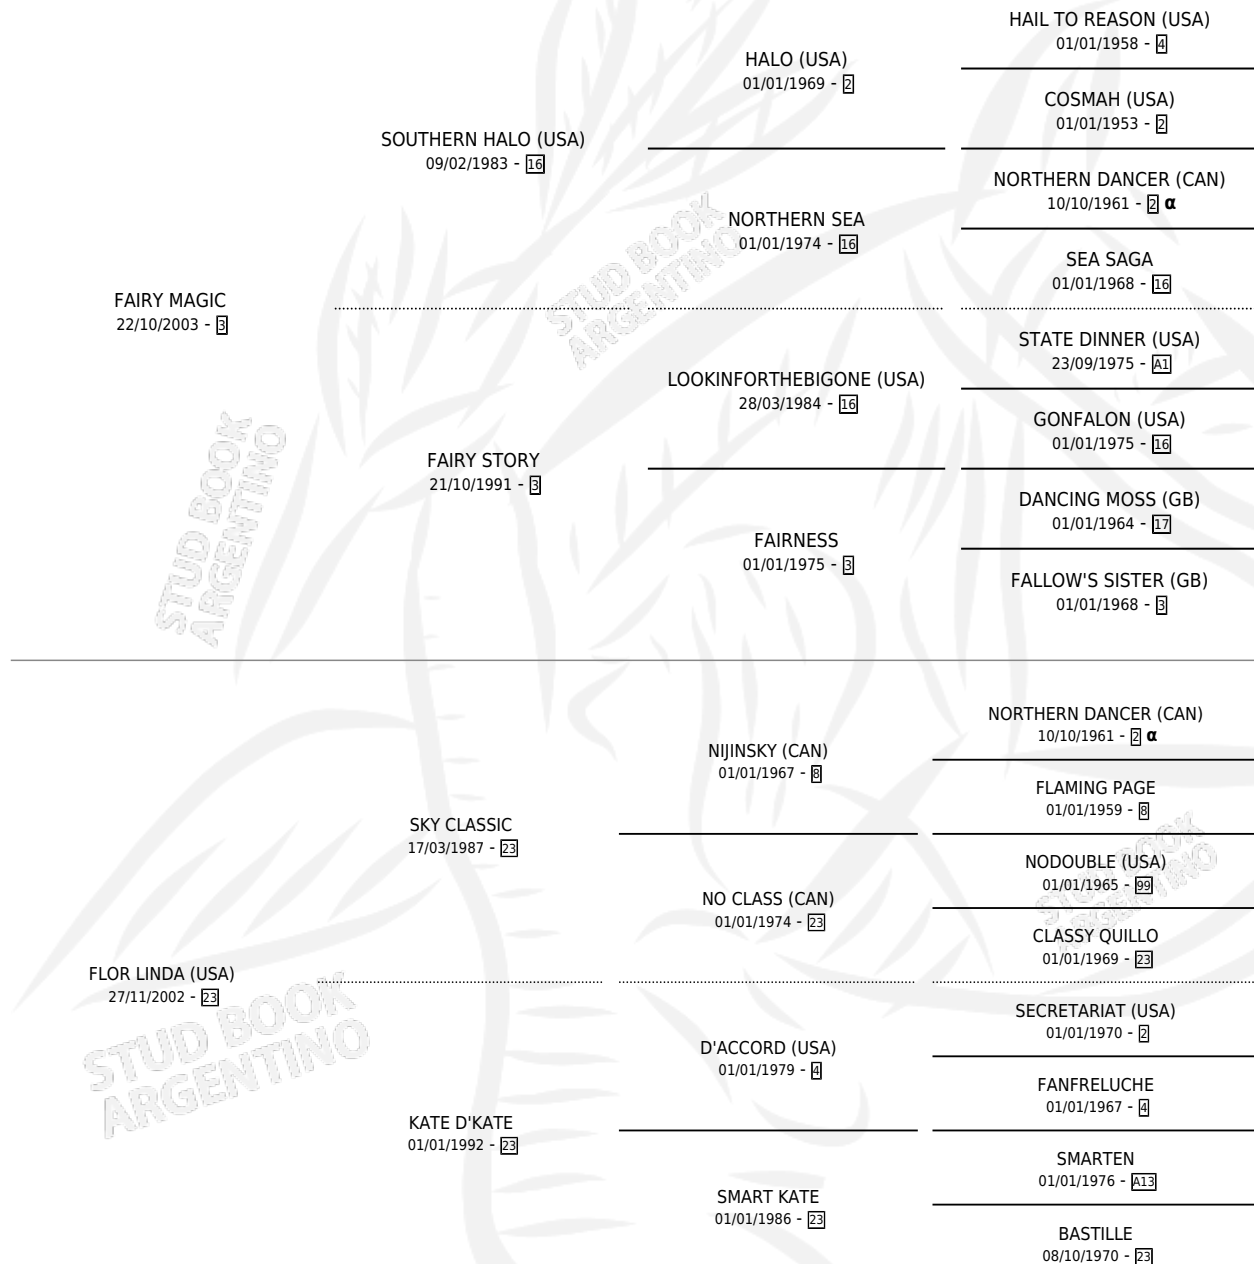 HAIL TO REASON (USA)
01/01/1958 - 4
HALO (USA)
01/01/1969 - 2
COSMAH (USA)
01/01/1953 - 2
SOUTHERN HALO (USA)
09/02/1983 - 16
NORTHERN DANCER (CAN)
10/10/1961 - 2 α
NORTHERN SEA
01/01/1974 - 16
SEA SAGA
01/01/1968 - 16
STUD BOOK
ARGENTINO
FAIRY MAGIC
22/10/2003 - 3
STATE DINNER (USA)
23/09/1975 - A1
LOOKINFORTHEBIGONE (USA)
28/03/1984 - 16
GONFALON (USA)
01/01/1975 - 16
FAIRY STORY
21/10/1991 - 3
DANCING MOSS (GB)
01/01/1964 - 17
FAIRNESS
01/01/1975 - 3
FALLOW'S SISTER (GB)
01/01/1968 - 3
STUD BOOK
ARGENTINO
NORTHERN DANCER (CAN)
10/10/1961 - 2 α
NIJINSKY (CAN)
01/01/1967 - 8
FLAMING PAGE
01/01/1959 - 8
SKY CLASSIC
17/03/1987 - 23
NODOUBLE (USA)
01/01/1965 - 99
NO CLASS (CAN)
01/01/1974 - 23
CLASSY QUILLO
01/01/1969 - 23
STUD BOOK
ARGENTINO
FLOR LINDA (USA)
27/11/2002 - 23
STUD BOOK
ARGENTINO
SECRETARIAT (USA)
01/01/1970 - 2
D'ACCORD (USA)
01/01/1979 - 4
FANFRELUCHE
01/01/1967 - 4
KATE D'KATE
01/01/1992 - 23
SMARTEN
01/01/1976 - A13
SMART KATE
01/01/1986 - 23
BASTILLE
08/10/1970 - 23